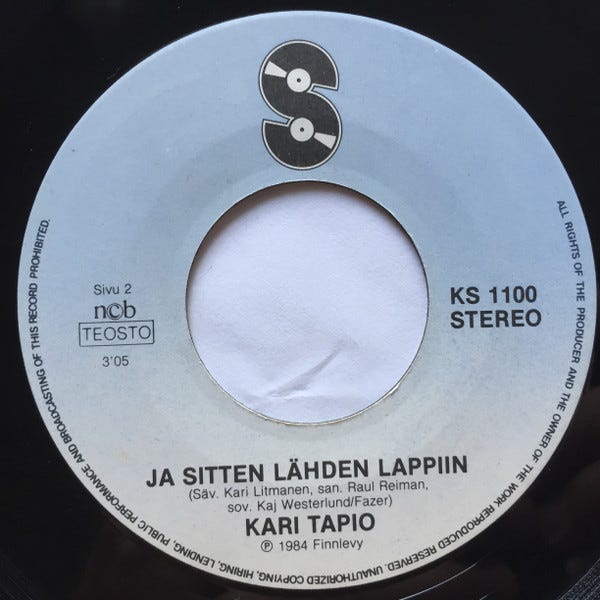 S
Sivu 2
ncb
TEOSTO
3'05
KS 1100
STEREO
JA SITTEN LÄHDEN LAPPIIN
(Säv. Kari Litmanen, san. Raul Reiman,
sov. Kaj Westerlund/Fazer)
KARI TAPIO
℗ 1984 Finnlevy
ALL RIGHTS OF THE PRODUCER AND THE OWNER OF THE WORK REPRODUCED RESERVED. UNAUTHORIZED COPYING, HIRING, LENDING, PUBLIC PERFORMANCE AND BROADCASTING OF THIS RECORD PROHIBITED.